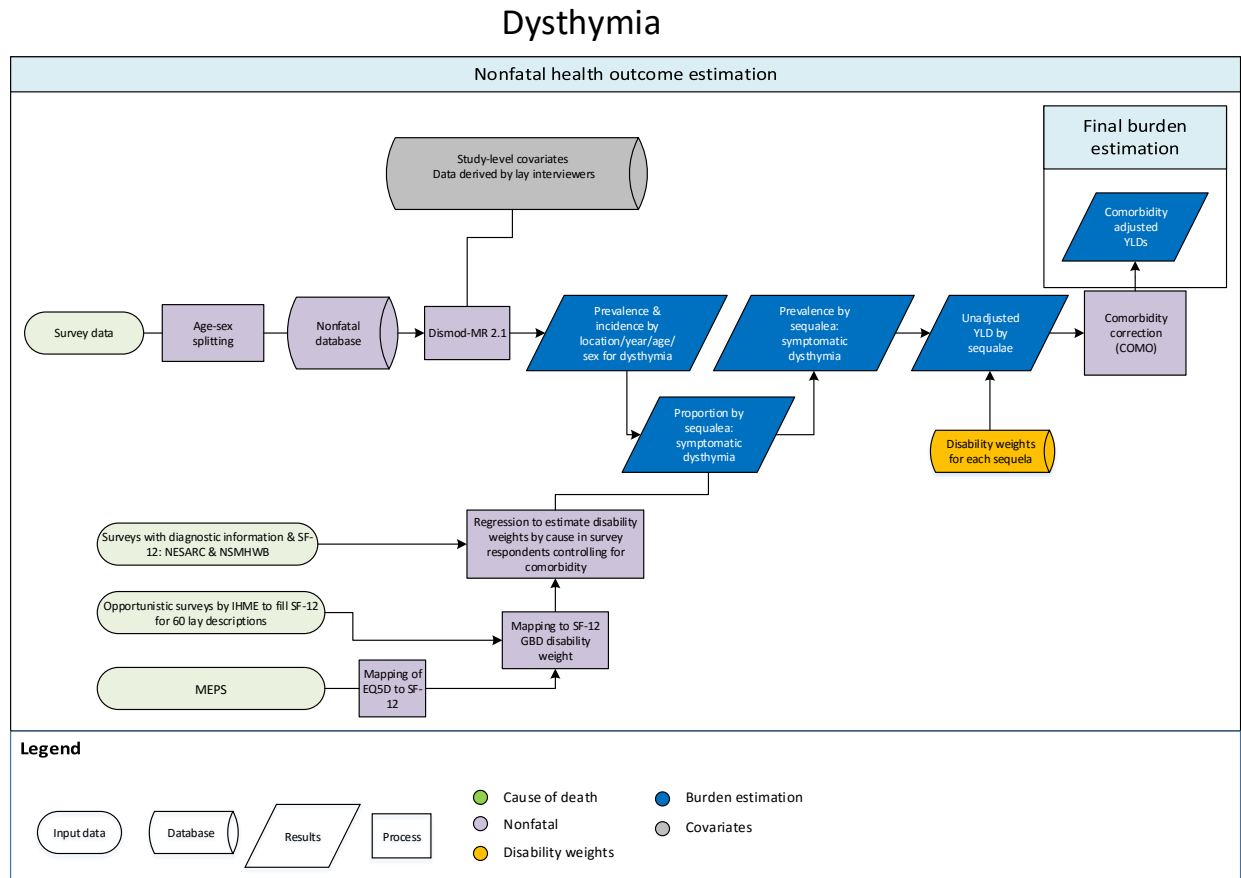 Dysthymia
Nonfatal health outcome estimation
Final burden
estimation
Study-level covariates
Data derived by lay interviewers
Comorbidity
adjusted
YLDs
Survey data
Age-sex
splitting
Nonfatal
database
Dismod-MR 2.1
Prevalence &
incidence by
location/year/age/
sex for dysthymia
Prevalence by
sequalea:
symptomatic
dysthymia
Unadjusted
YLD by
sequalae
Comorbidity
correction
(COMO)
Proportion by
sequalea:
symptomatic
dysthymia
Disability weights
for each sequela
Surveys with diagnostic information & SF-
12: NESARC & NSMHWB
Regression to estimate disability
weights by cause in survey
respondents controlling for
comorbidity
Opportunistic surveys by IHME to fill SF-12
for 60 lay descriptions
Mapping to SF-12
GBD disability
weight
MEPS
Mapping of
EQ5D to SF-
12
Legend
Input data
Database
Results
Process
Cause of death
Nonfatal
Disability weights
Burden estimation
Covariates